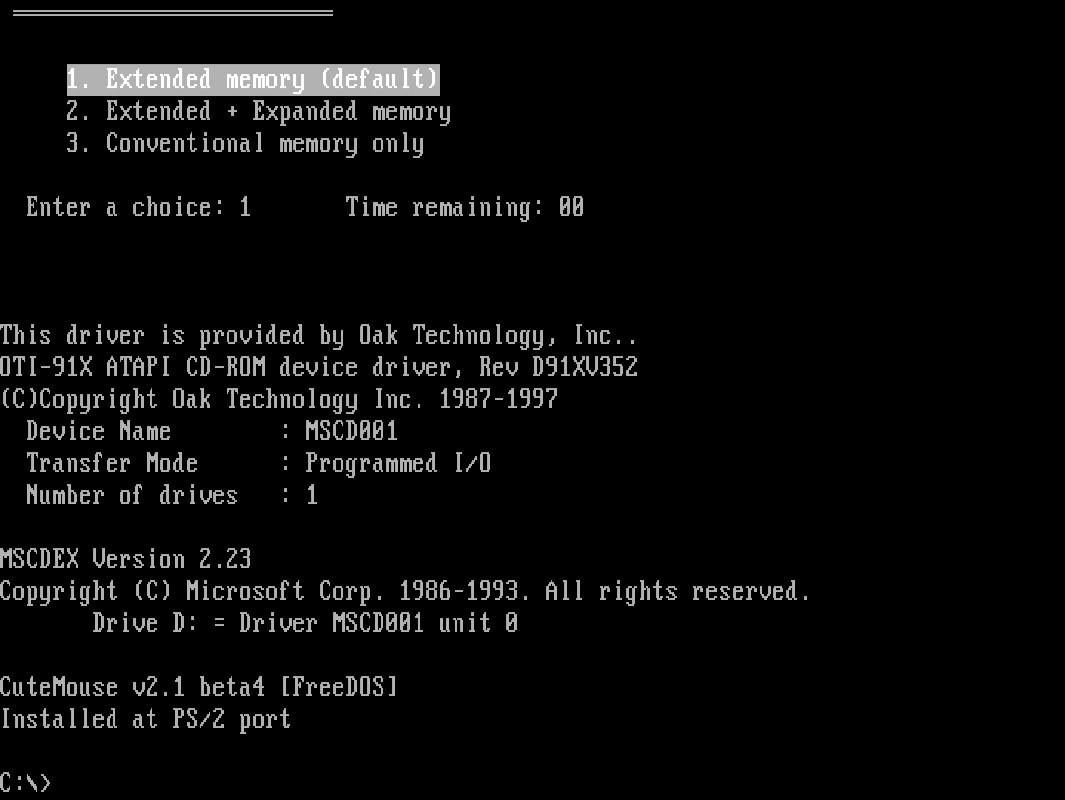 1. Extended memory (default)
2. Extended + Expanded memory
3. Conventional memory only
Enter a choice: 1       Time remaining: 00
This driver is provided by Oak Technology, Inc..
OTI-91X ATAPI CD-ROM device driver, Rev D91XV352
(C)Copyright Oak Technology Inc. 1987-1997
Device Name        : MSCD001
Transfer Mode      : Programmed I/O
Number of drives   : 1
MSCDEX Version 2.23
Copyright (C) Microsoft Corp. 1986-1993. All rights reserved.
Drive D: = Driver MSCD001 unit 0
CuteMouse v2.1 beta4 [FreeDOS]
Installed at PS/2 port
C:\>